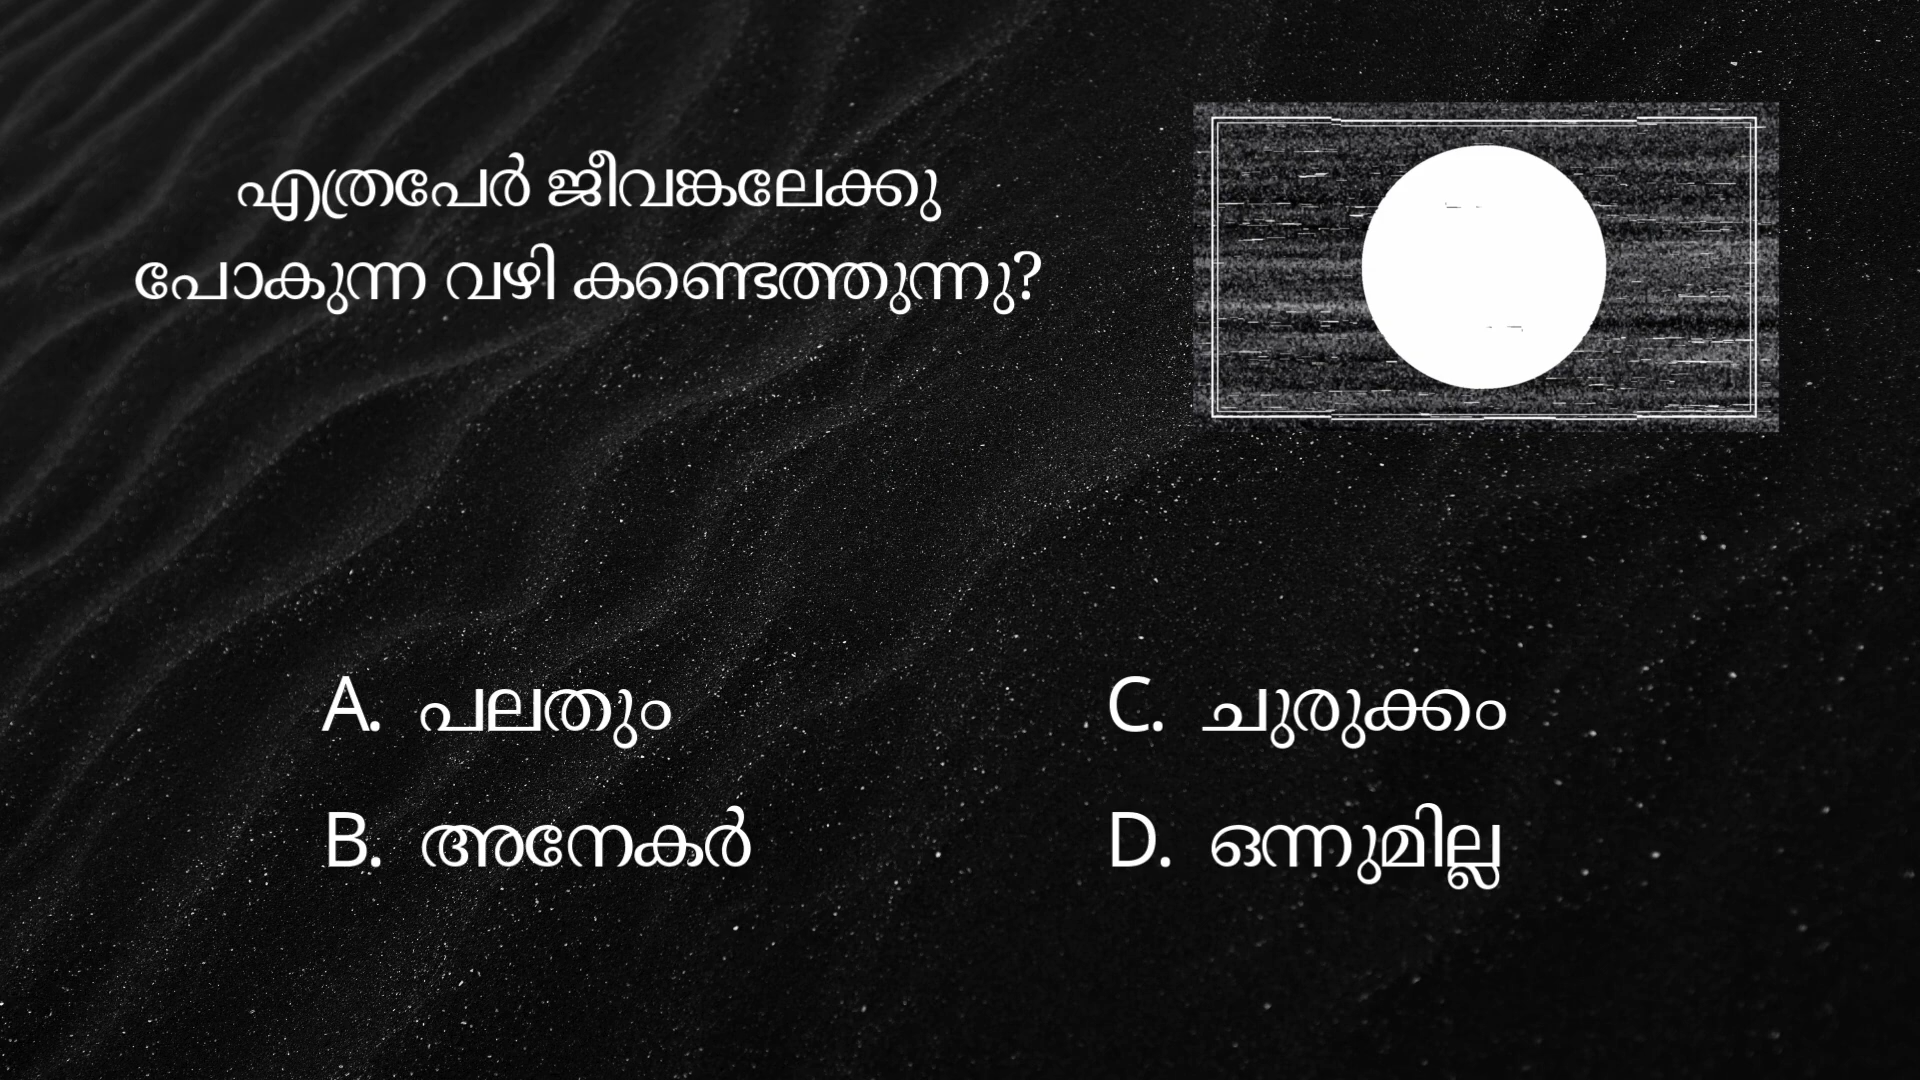 എത്രപേർ ജീവങ്കലേക്കു
പോകുന്ന വഴി കണ്ടെത്തുന്നു?
A. പലതും
B. അനേകർ
C. ചുരുക്കം
D. ഒന്നുമില്ല